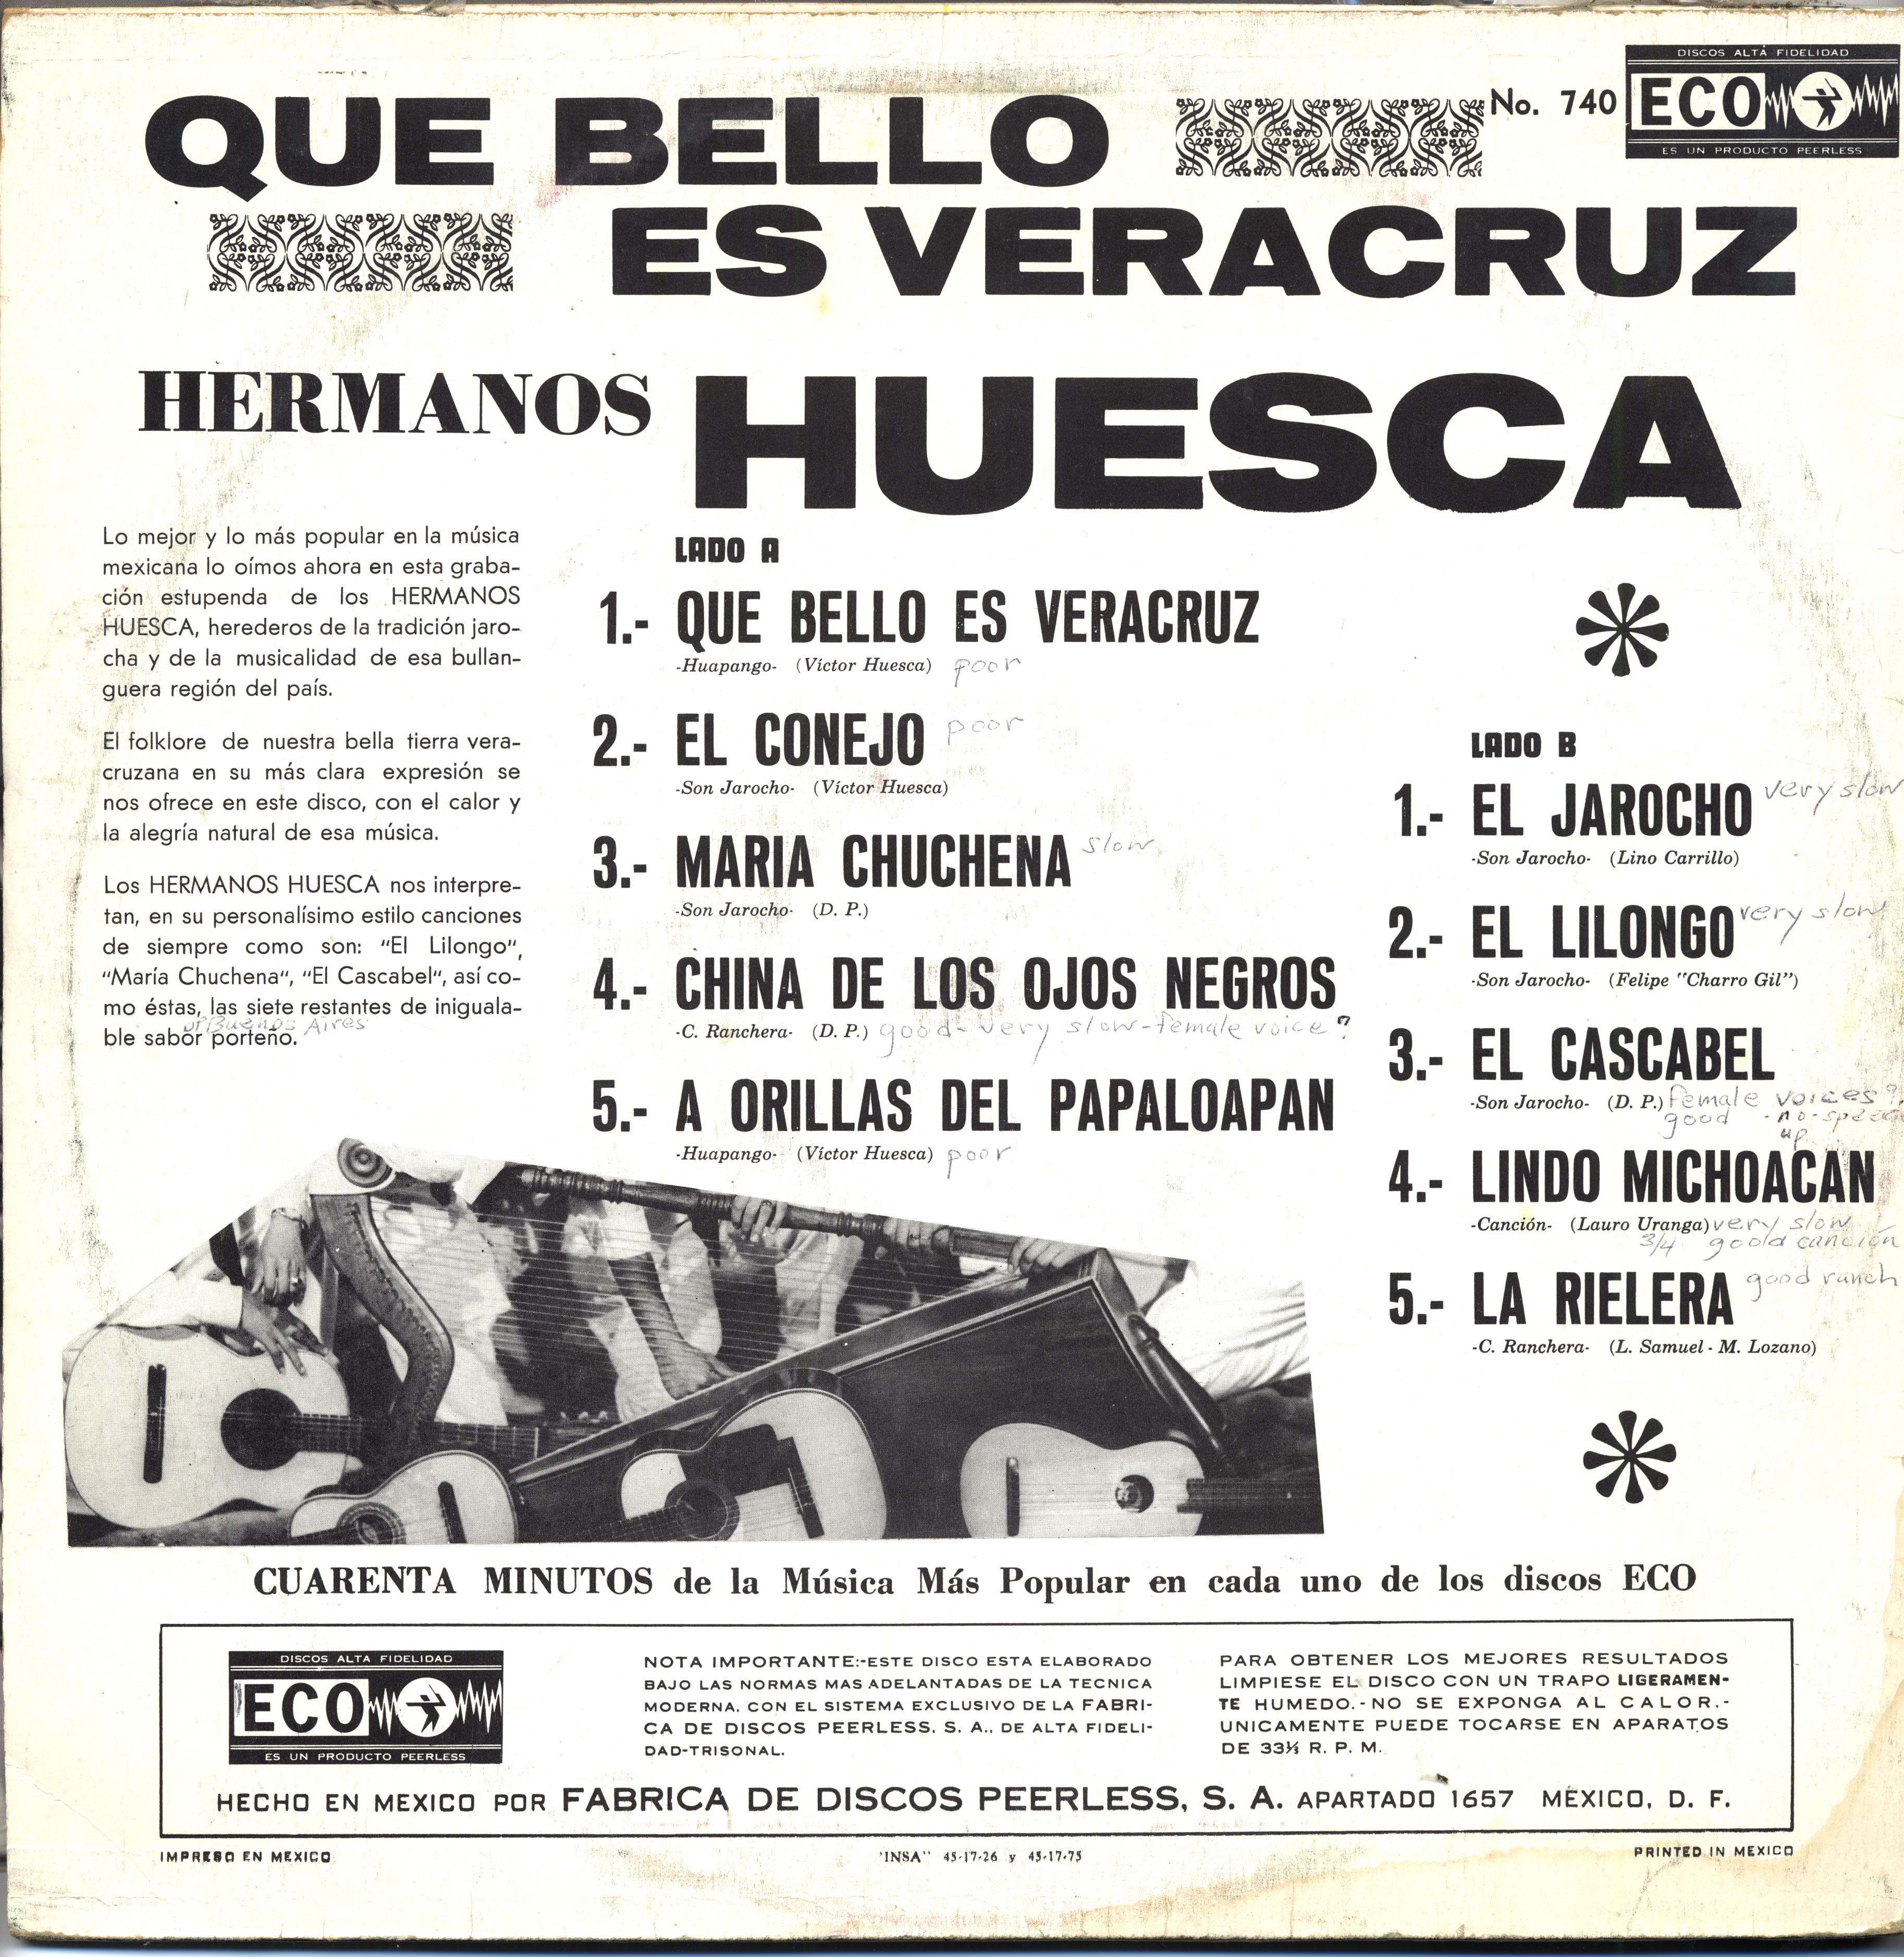 DISCOS ALTA FIDELIDAD
No. 740 ECO
ES UN PRODUCTO PEERLESS
QUE BELLO
ES VERACRUZ
HERMANOS HUESCA
Lo mejor y lo más popular en la música
mexicana lo oímos ahora en esta graba-
ción estupenda de los HERMANOS
HUESCA, herederos de la tradición jaro-
cha y de la musicalidad de esa bullan-
guera región del país.
El folklore de nuestra bella tierra vera-
cruzana en su más clara expresión se
nos ofrece en este disco, con el calor y
la alegría natural de esa música.
Los HERMANOS HUESCA nos interpre-
tan, en su personalísimo estilo canciones
de siempre como son: "El Lilongo",
"María Chuchena", "El Cascabel", así co-
mo éstas, las siete restantes de iniguala-
of Buenos Aires
ble sabor porteño.
LADO A
1.- QUE BELLO ES VERACRUZ
-Huapango- (Víctor Huesca) poor
2.- EL CONEJO poor
-Son Jarocho- (Víctor Huesca)
3.- MARIA CHUCHENA slow
-Son Jarocho- (D. P.)
4.- CHINA DE LOS OJOS NEGROS
-C. Ranchera- (D. P.) good - very slow - female voice?
5.- A ORILLAS DEL PAPALOAPAN
-Huapango- (Víctor Huesca) poor
LADO B
1.- EL JAROCHO very slow
-Son Jarocho- (Lino Carrillo)
2.- EL LILONGO very slow
-Son Jarocho- (Felipe "Charro Gil")
3.- EL CASCABEL
-Son Jarocho- (D. P.) female voices?
good - no - speed
up
4.- LINDO MICHOACAN
-Canción- (Lauro Uranga) very slow
3/4 good canción
5.- LA RIELERA good ranch
-C. Ranchera- (L. Samuel - M. Lozano)
CUARENTA MINUTOS de la Música Más Popular en cada uno de los discos ECO
DISCOS ALTA FIDELIDAD
ECO
ES UN PRODUCTO PEERLESS
NOTA IMPORTANTE:-ESTE DISCO ESTA ELABORADO
BAJO LAS NORMAS MAS ADELANTADAS DE LA TECNICA
MODERNA, CON EL SISTEMA EXCLUSIVO DE LA FABRI-
CA DE DISCOS PEERLESS, S. A., DE ALTA FIDELI-
DAD-TRISONAL.
PARA OBTENER LOS MEJORES RESULTADOS
LIMPIESE EL DISCO CON UN TRAPO LIGERAMEN-
TE HUMEDO.-NO SE EXPONGA AL CALOR.-
UNICAMENTE PUEDE TOCARSE EN APARATOS
DE 33⅓ R. P. M.
HECHO EN MEXICO POR FABRICA DE DISCOS PEERLESS, S. A. APARTADO 1657 MEXICO, D. F.
IMPRESO EN MEXICO
"INSA" 45-17-26 y 45-17-75
PRINTED IN MEXICO